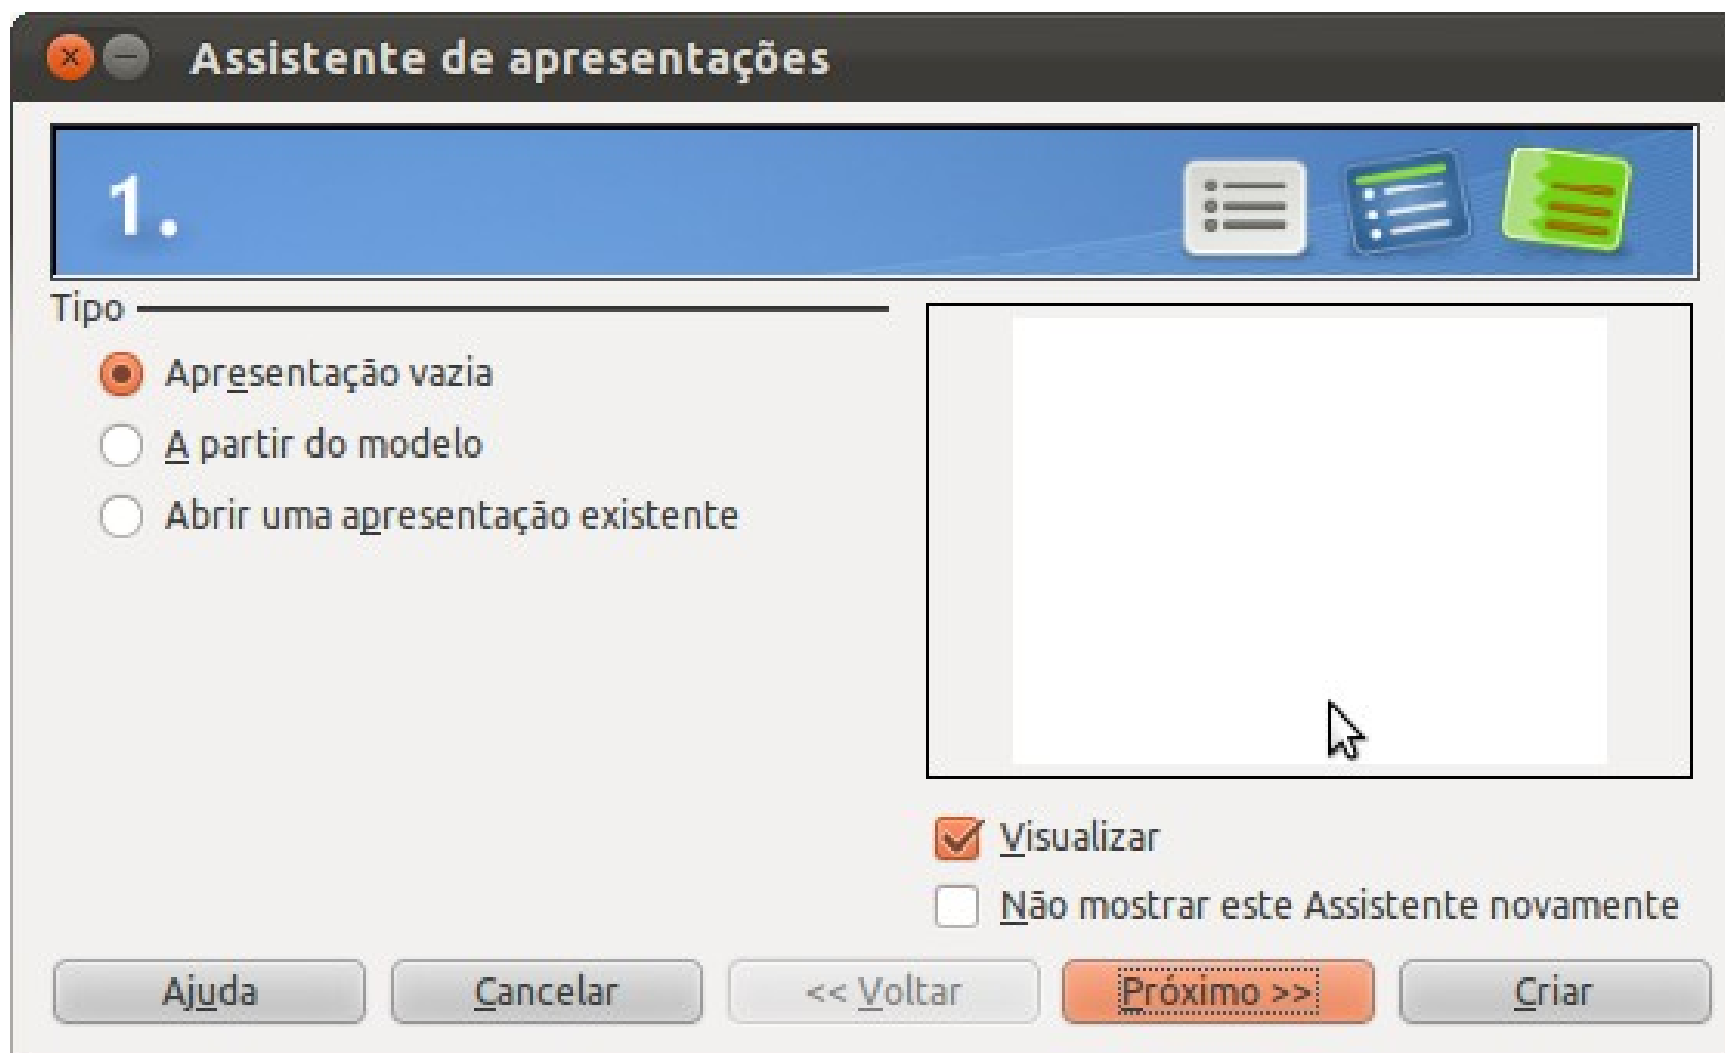 Assistente de apresentações
1.
Tipo
Apresentação vazia
A partir do modelo
Abrir uma apresentação existente
Visualizar
Não mostrar este Assistente novamente
Ajuda
Cancelar
<< Voltar
Próximo >>
Criar